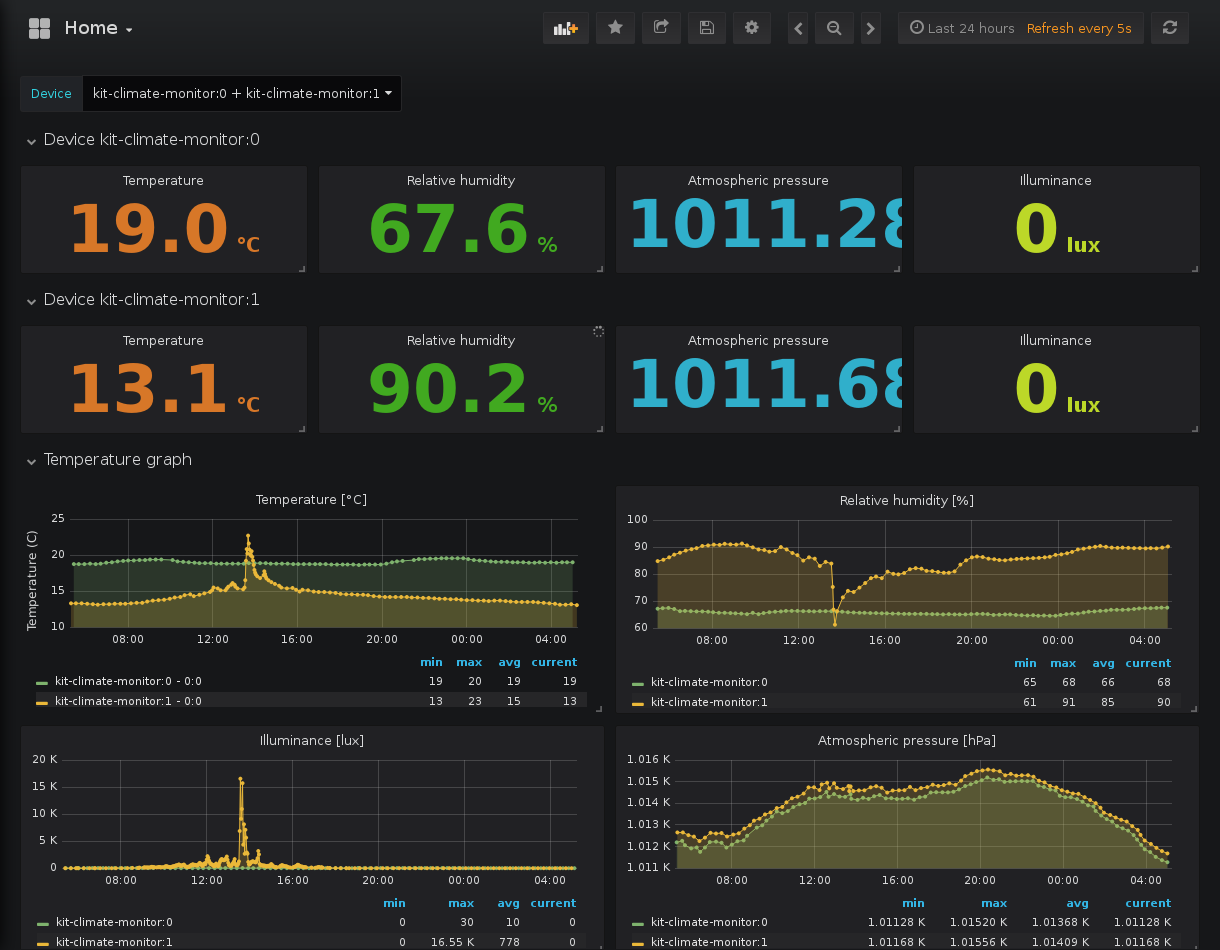 Home
Last 24 hours Refresh every 5s
Device kit-climate-monitor:0 + kit-climate-monitor:1
Device kit-climate-monitor:0
Temperature Relative humidity Atmospheric pressure Illuminance
19.0 °C 67.6 % 1011.28 0 lux
Device kit-climate-monitor:1
Temperature Relative humidity Atmospheric pressure Illuminance
13.1 °C 90.2 % 1011.68 0 lux
Temperature graph
Temperature [°C]
Temperature (C)
25
20
15
10
08:00 12:00 16:00 20:00 00:00 04:00
min max avg current
kit-climate-monitor:0 - 0:0 19 20 19 19
kit-climate-monitor:1 - 0:0 13 23 15 13
Relative humidity [%]
100
90
80
70
60
08:00 12:00 16:00 20:00 00:00 04:00
min max avg current
kit-climate-monitor:0 65 68 66 68
kit-climate-monitor:1 61 91 85 90
Illuminance [lux]
20 K
15 K
10 K
5 K
0
08:00 12:00 16:00 20:00 00:00 04:00
min max avg current
kit-climate-monitor:0 0 30 10 0
kit-climate-monitor:1 0 16.55 K 778 0
Atmospheric pressure [hPa]
1.016 K
1.015 K
1.014 K
1.013 K
1.012 K
1.011 K
08:00 12:00 16:00 20:00 00:00 04:00
min max avg current
kit-climate-monitor:0 1.01128 K 1.01520 K 1.01368 K 1.01128 K
kit-climate-monitor:1 1.01168 K 1.01556 K 1.01409 K 1.01168 K